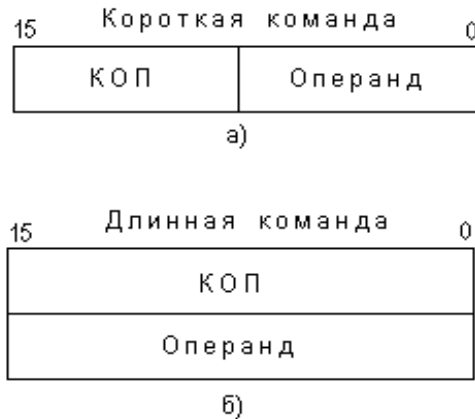 Короткая команда
15 0
КОП Операнд
а)
Длинная команда
15 0
КОП
Операнд
б)